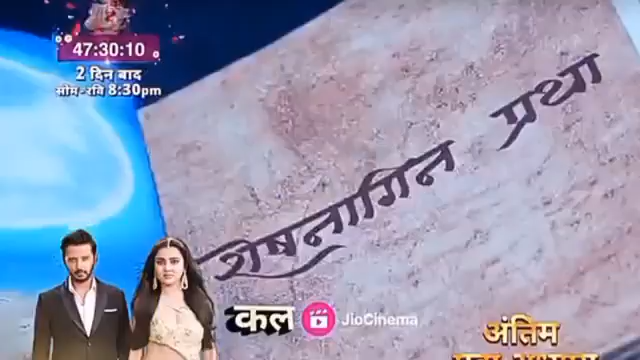 47:30:10
2 दिन बाद
सोम-रवि 8:30pm
शेषनागिन प्रथा
कल JioCinema
अंतिम